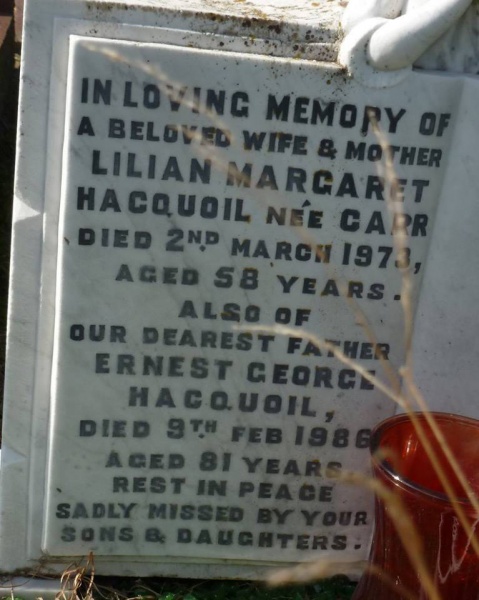 IN LOVING MEMORY OF
A BELOVED WIFE & MOTHER
LILIAN MARGARET
HACQUOIL NÉE CARR
DIED 2ND MARCH 1973,
AGED 58 YEARS.
ALSO OF
OUR DEAREST FATHER
ERNEST GEORGE
HACQUOIL,
DIED 9TH FEB 1986
AGED 81 YEARS
REST IN PEACE
SADLY MISSED BY YOUR
SONS & DAUGHTERS.